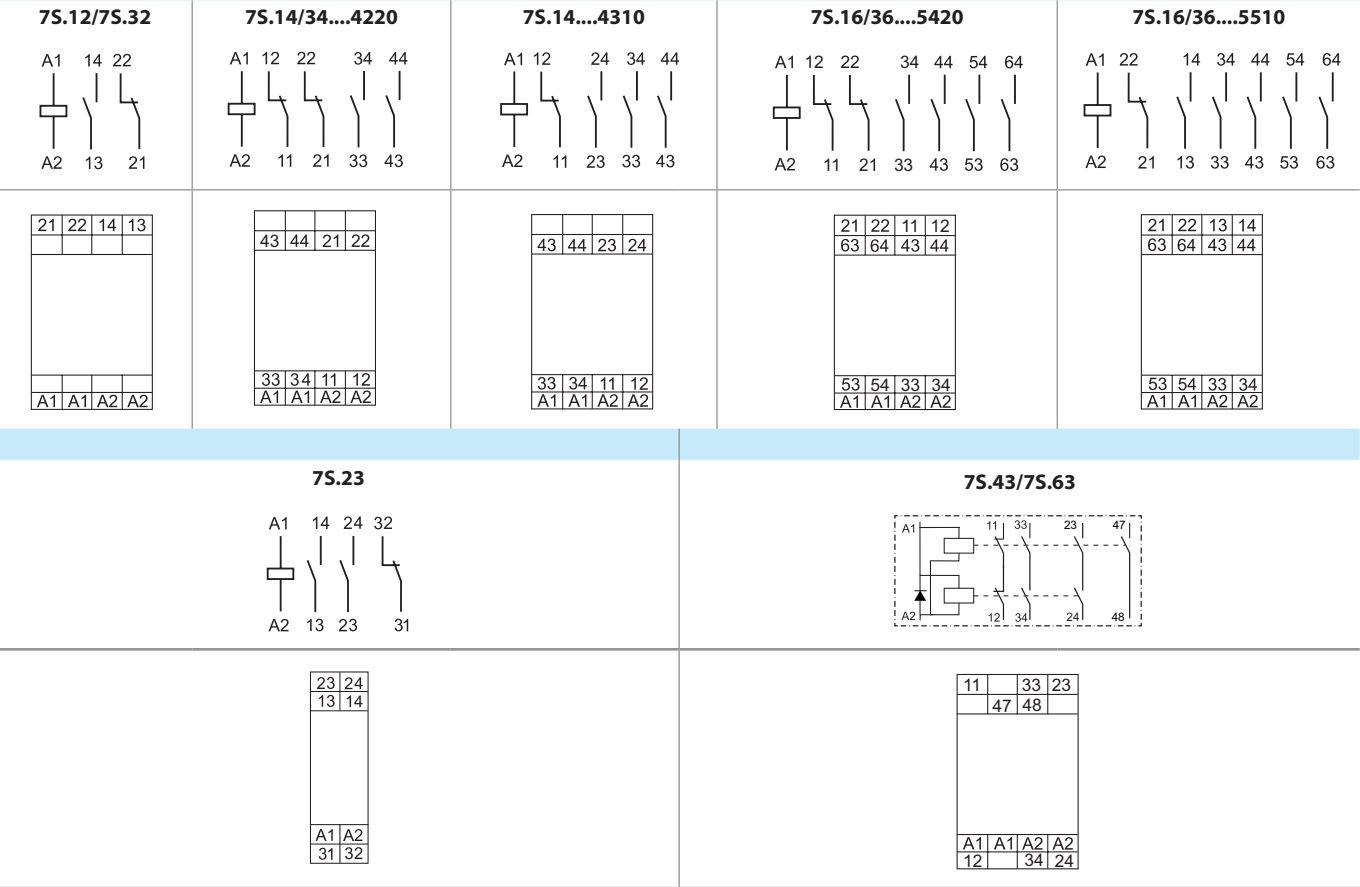 7S.12/7S.32
A1 14 22
A2 13 21
21 22 14 13
A1 A1 A2 A2
7S.14/34....4220
A1 12 22 34 44
A2 11 21 33 43
43 44 21 22
33 34 11 12
A1 A1 A2 A2
7S.14....4310
A1 12 24 34 44
A2 11 23 33 43
43 44 23 24
33 34 11 12
A1 A1 A2 A2
7S.16/36....5420
A1 12 22 34 44 54 64
A2 11 21 33 43 53 63
21 22 11 12
63 64 43 44
53 54 33 34
A1 A1 A2 A2
7S.16/36....5510
A1 22 14 34 44 54 64
A2 21 13 33 43 53 63
21 22 13 14
63 64 43 44
53 54 33 34
A1 A1 A2 A2
7S.23
A1 14 24 32
A2 13 23 31
23 24
13 14
A1 A2
31 32
7S.43/7S.63
A1 11 33 23 47
A2 12 34 24 48
11 33 23
47 48
A1 A1 A2 A2
12 34 24